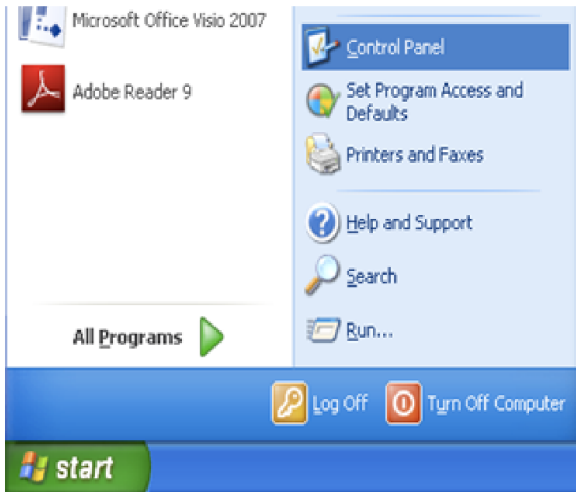 Microsoft Office Visio 2007
Adobe Reader 9
All Programs
Control Panel
Set Program Access and
Defaults
Printers and Faxes
Help and Support
Search
Run...
Log Off
Turn Off Computer
start